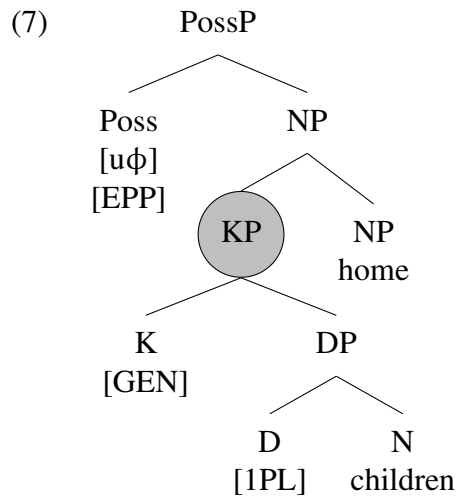 (7) PossP
Poss NP
[uϕ]
[EPP]
KP NP
home
K DP
[GEN]
D N
[1PL] children